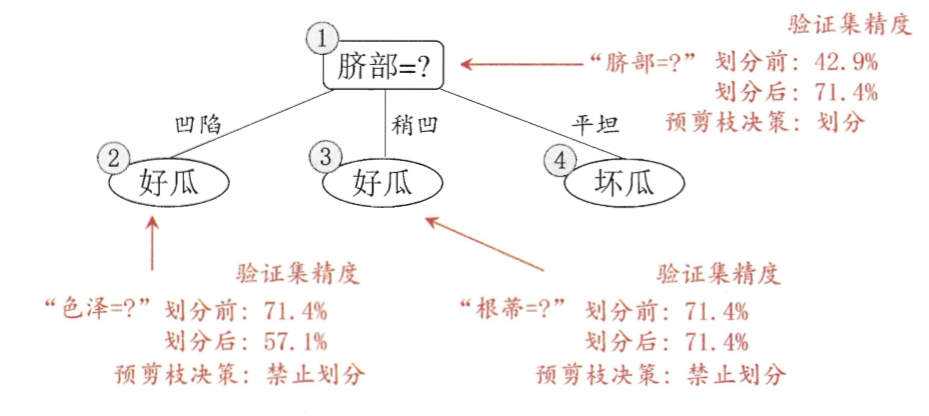 验证集精度
①
脐部=?
“脐部=?” 划分前: 42.9%
划分后: 71.4%
预剪枝决策: 划分
凹陷
稍凹
平坦
②
好瓜
③
好瓜
④
坏瓜
验证集精度
“色泽=?” 划分前: 71.4%
划分后: 57.1%
预剪枝决策: 禁止划分
验证集精度
“根蒂=?” 划分前: 71.4%
划分后: 71.4%
预剪枝决策: 禁止划分